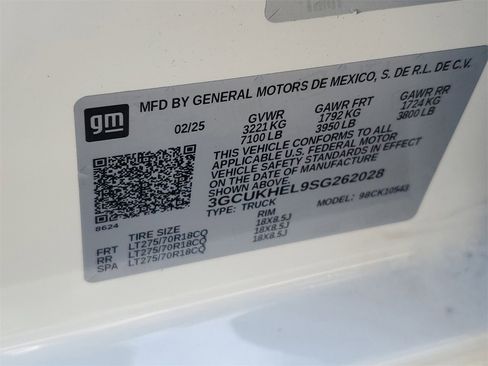 gm
MFD BY GENERAL MOTORS DE MEXICO, S. DE R.L. DE C.V.
02/25 GVWR GAWR FRT GAWR RR
3221 KG 1792 KG 1724 KG
7100 LB 3950 LB 3800 LB
THIS VEHICLE CONFORMS TO ALL
APPLICABLE U.S. FEDERAL MOTOR
VEHICLE SAFETY STANDARDS IN
EFFECT ON THE DATE OF
MANUFACTURE SHOWN ABOVE.
3GCUKHEL9SG262028
TYPE: TRUCK MODEL: 98CK10543
8624
TIRE SIZE RIM
FRT LT275/70R18CQ 18X8.5J
RR LT275/70R18CQ 18X8.5J
SPA LT275/70R18CQ 18X8.5J